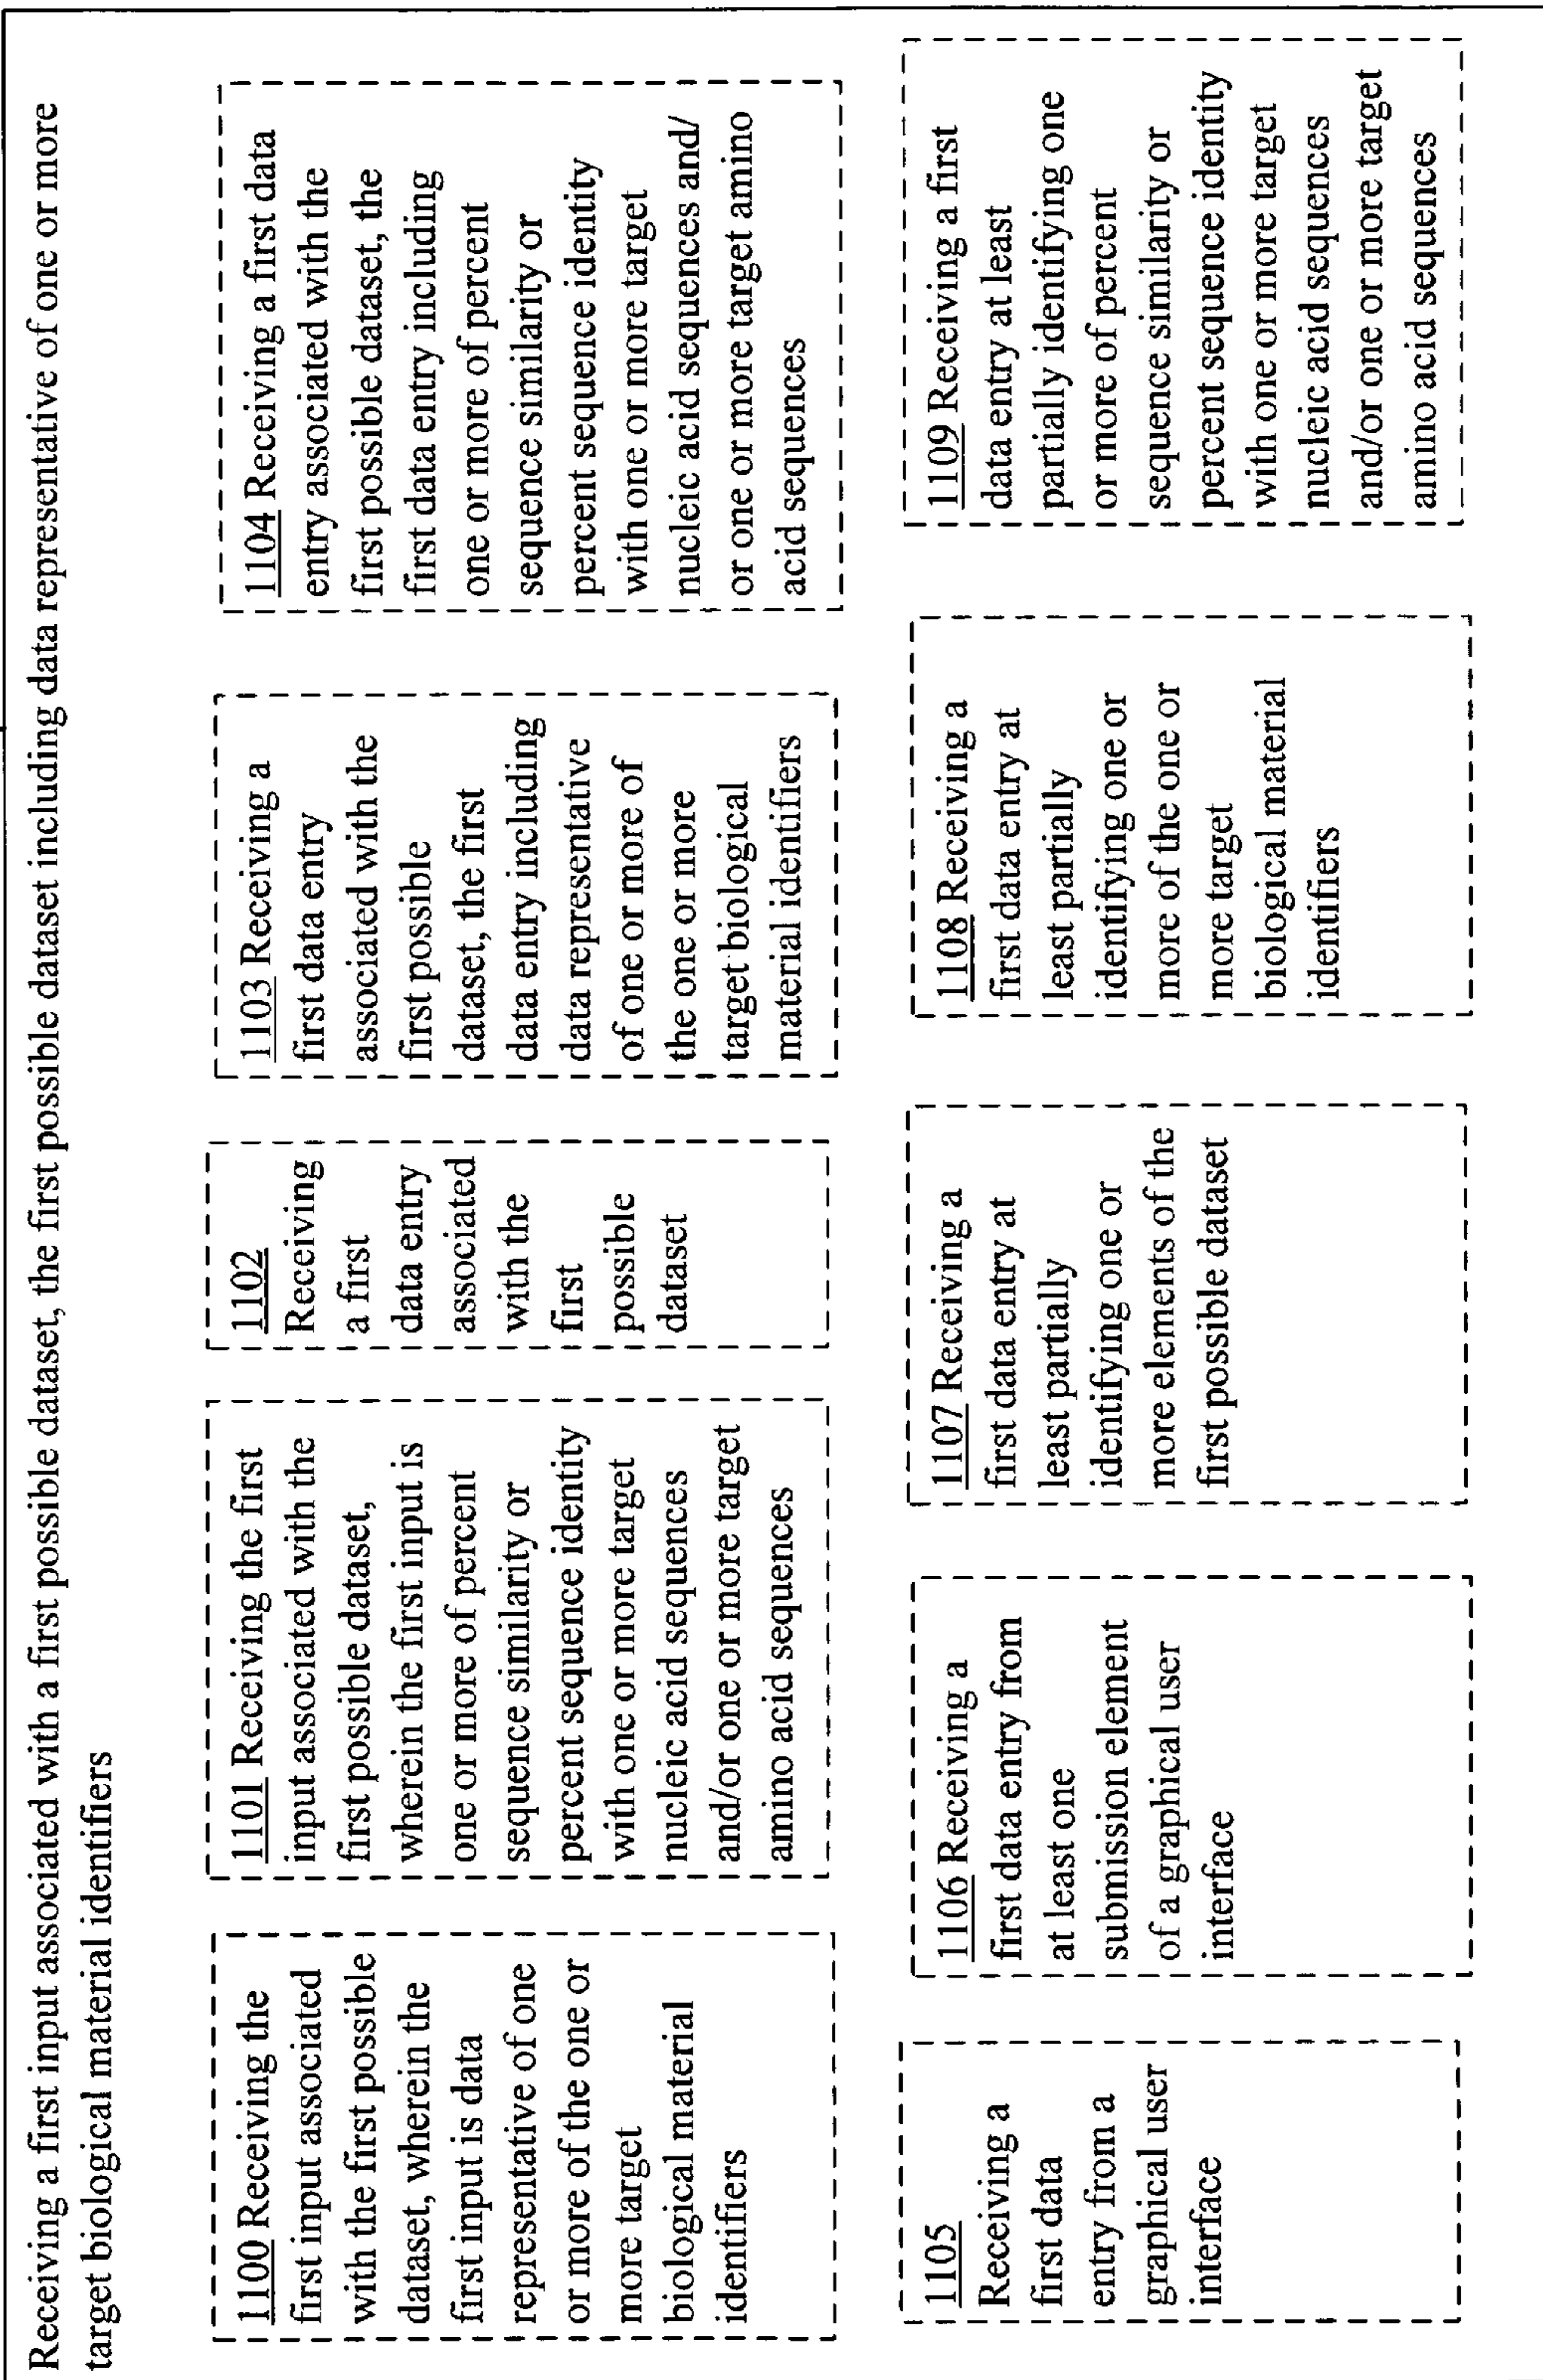 Receiving a first input associated with a first possible dataset, the first possible dataset including data representative of one or more
target biological material identifiers
1100 Receiving the
first input associated
with the first possible
dataset, wherein the
first input is data
representative of one
or more of the one or
more target
biological material
identifiers
1101 Receiving the first
input associated with the
first possible dataset,
wherein the first input is
one or more of percent
sequence similarity or
percent sequence identity
with one or more target
nucleic acid sequences
and/or one or more target
amino acid sequences
1102
Receiving
a first
data entry
associated
with the
first
possible
dataset
1103 Receiving a
first data entry
associated with the
first possible
dataset, the first
data entry including
data representative
of one or more of
the one or more
target biological
material identifiers
1104 Receiving a first data
entry associated with the
first possible dataset, the
first data entry including
one or more of percent
sequence similarity or
percent sequence identity
with one or more target
nucleic acid sequences and/
or one or more target amino
acid sequences
1105
Receiving a
first data
entry from a
graphical user
interface
1106 Receiving a
first data entry from
at least one
submission element
of a graphical user
interface
1107 Receiving a
first data entry at
least partially
identifying one or
more elements of the
first possible dataset
1108 Receiving a
first data entry at
least partially
identifying one or
more of the one or
more target
biological material
identifiers
1109 Receiving a first
data entry at least
partially identifying one
or more of percent
sequence similarity or
percent sequence identity
with one or more target
nucleic acid sequences
and/or one or more target
amino acid sequences